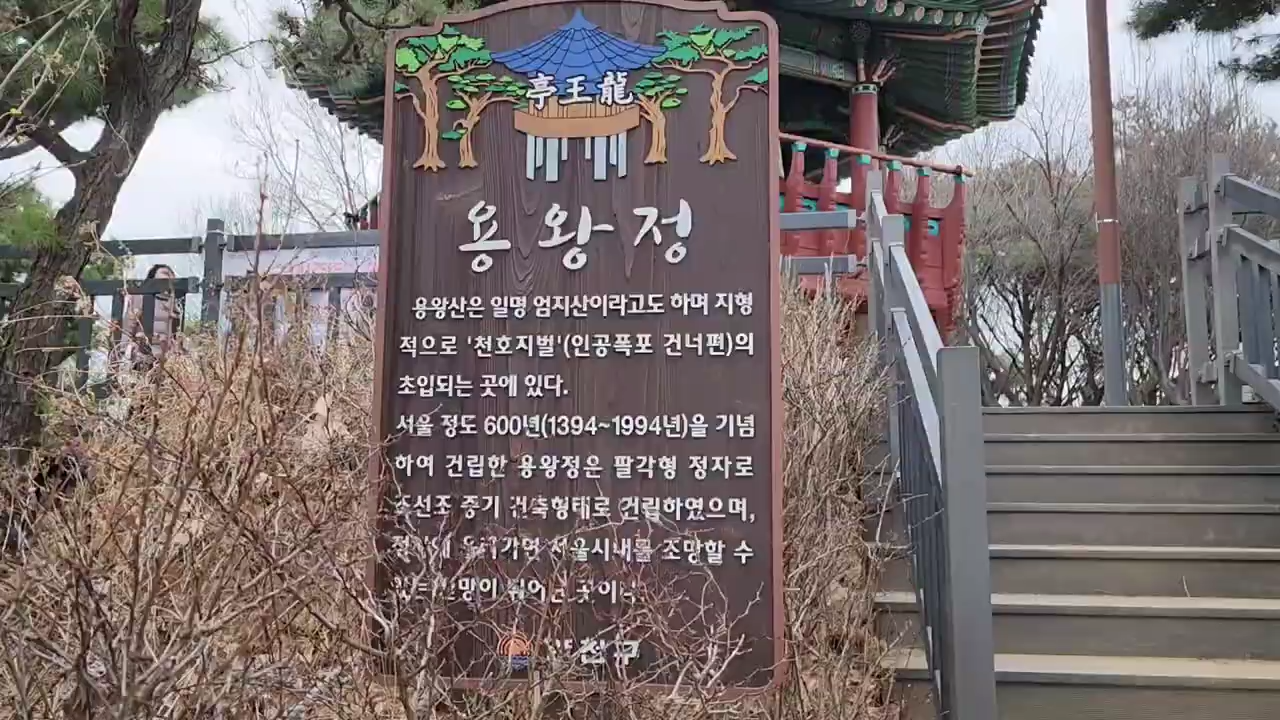 亭王龍
용왕정
용왕산은 일명 엄지산이라고도 하며 지형
적으로 '천호지벌'(인공폭포 건너편)의
초입되는 곳에 있다.
서울 정도 600년(1394~1994년)을 기념
하여 건립한 용왕정은 팔각형 정자로
조선조 중기 건축형태로 건립하였으며,
서울시내를 조망할 수
양천구